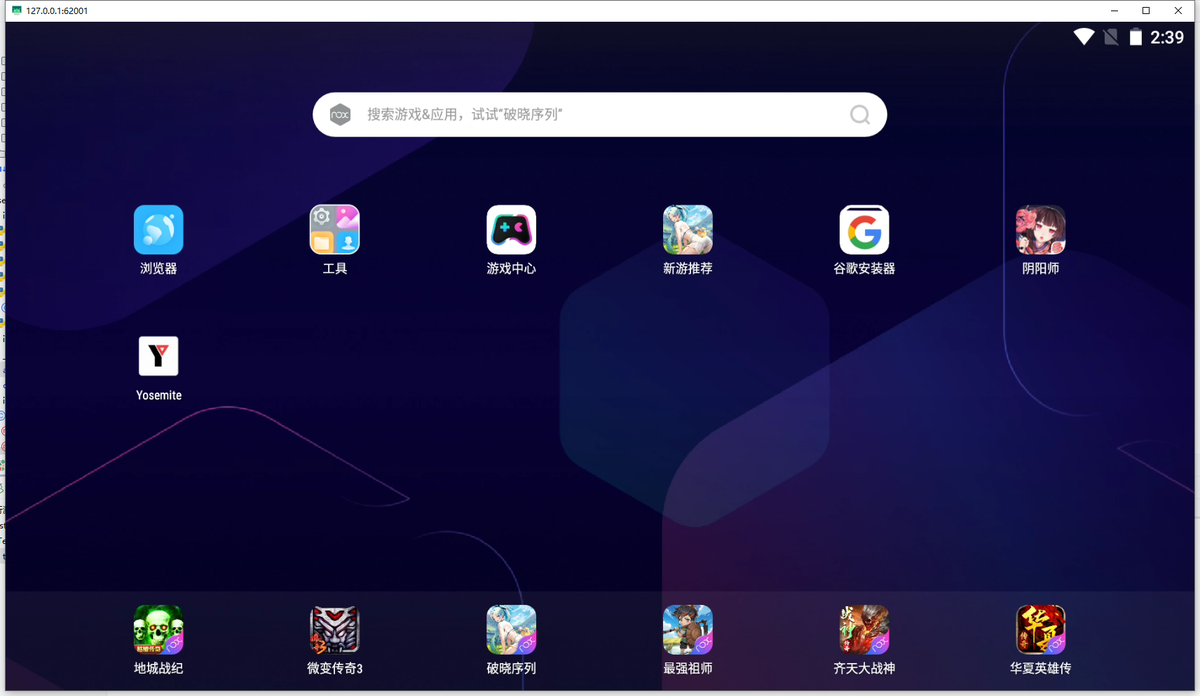 127.0.0.1:62001
2:39
nox 搜索游戏&应用，试试"破晓序列"
浏览器
工具
游戏中心
新游推荐
谷歌安装器
阴阳师
Yosemite
地城战纪
微变传奇3
破晓序列
最强祖师
齐天大战神
华夏英雄传